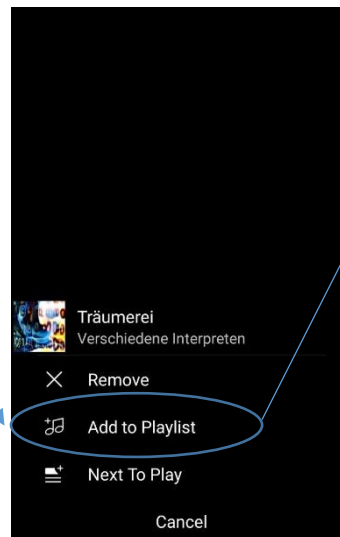 Träumerei
Verschiedene Interpreten
Remove
Add to Playlist
Next To Play
Cancel